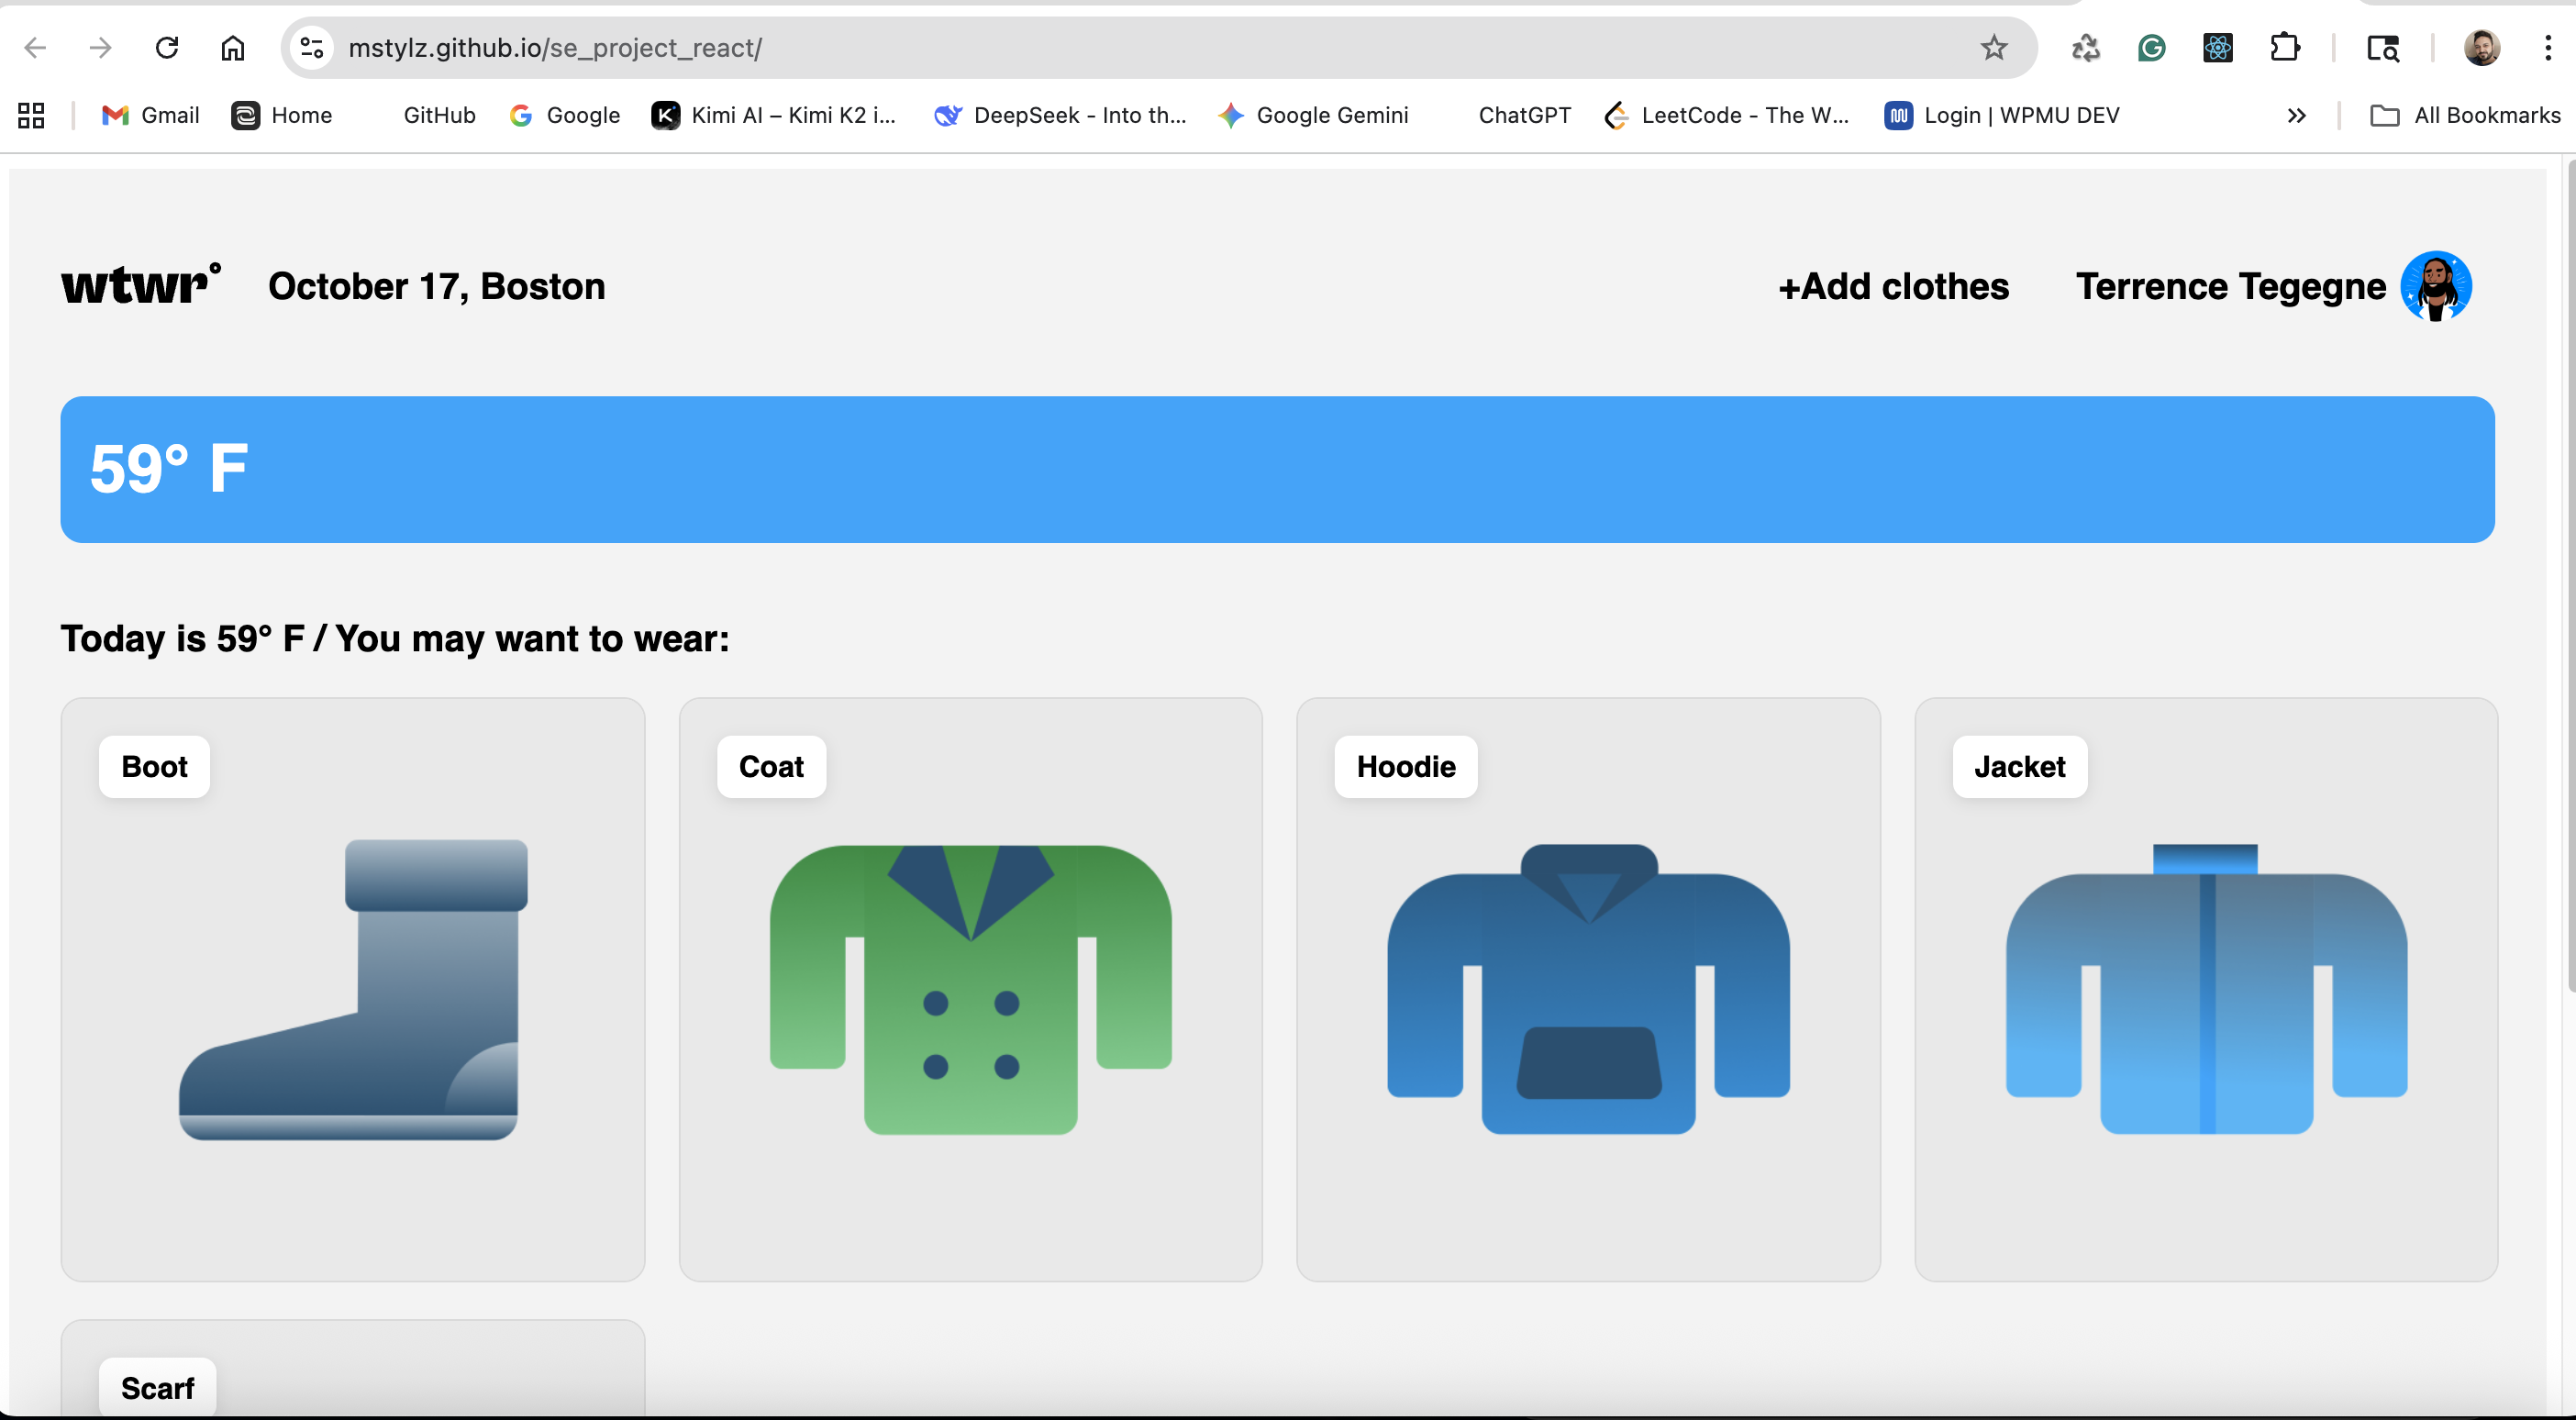 mstylz.github.io/se_project_react/
Gmail Home GitHub Google Kimi AI – Kimi K2 i... DeepSeek - Into th... Google Gemini ChatGPT LeetCode - The W... Login | WPMU DEV » All Bookmarks
wtwr° October 17, Boston +Add clothes Terrence Tegegne
59° F
Today is 59° F / You may want to wear:
Boot Coat Hoodie Jacket
Scarf